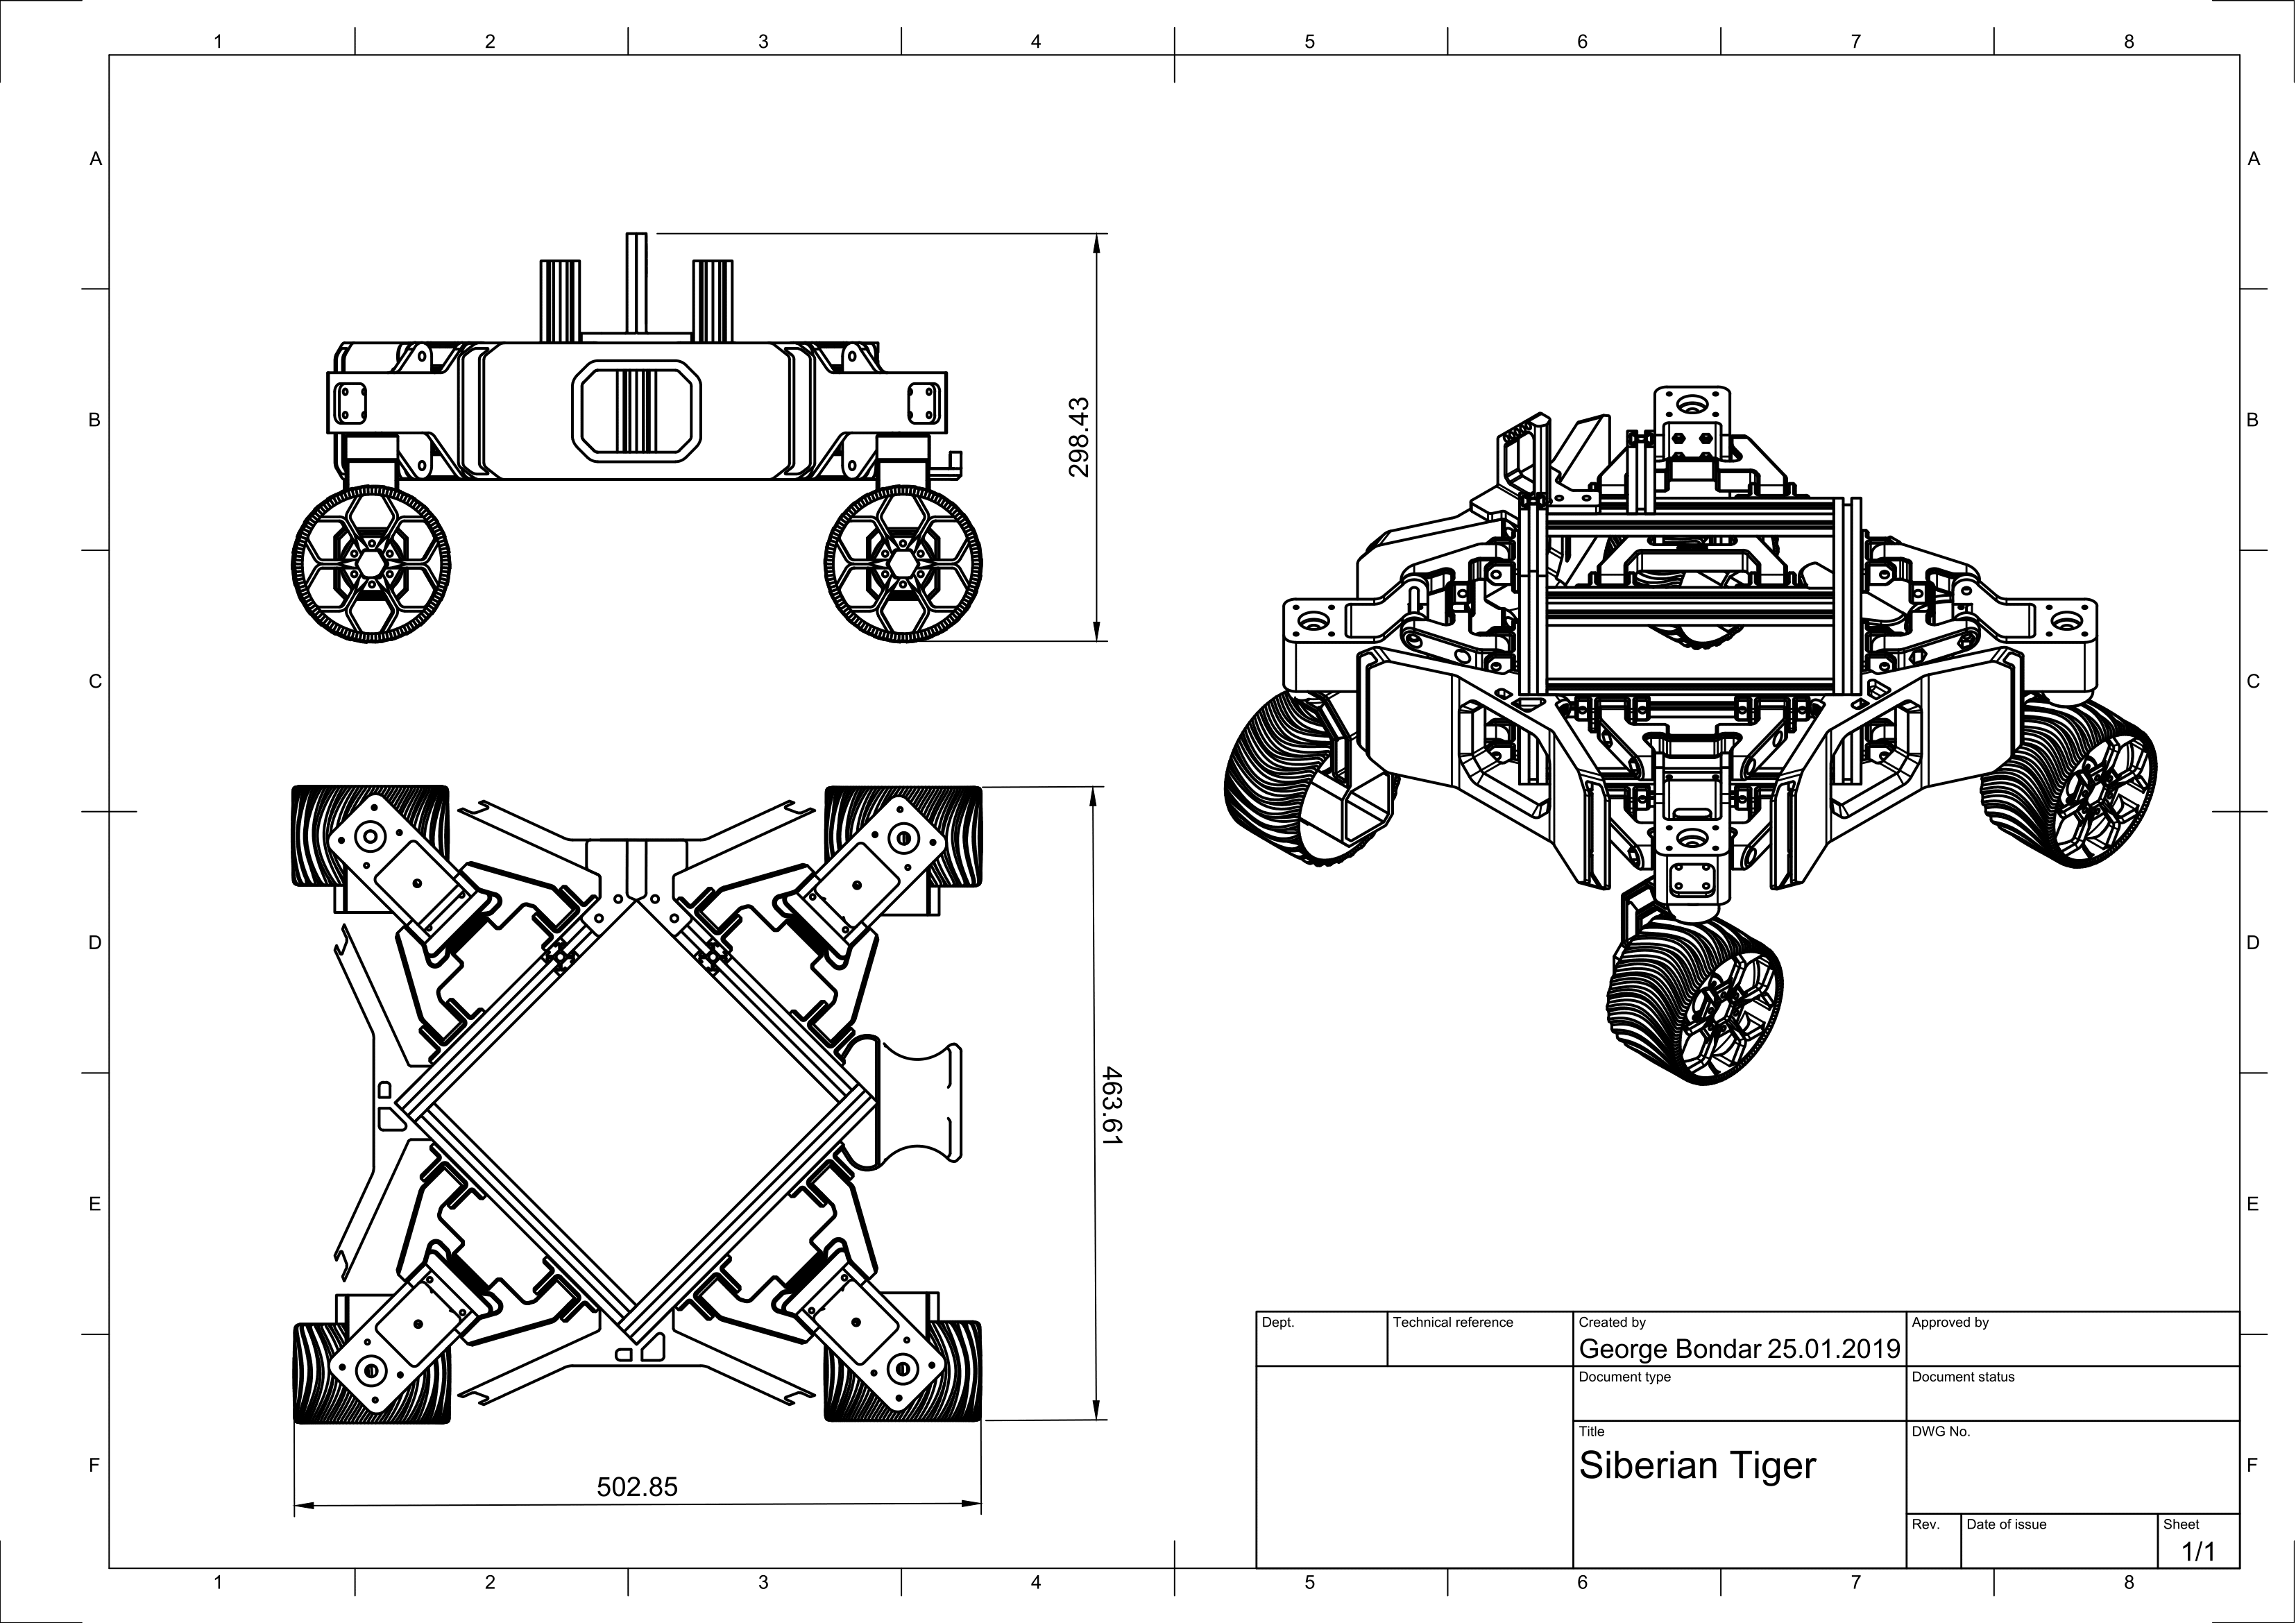 1 2 3 4 5 6 7 8
A A
298.43
B B
C C
D D
463.61
E E
Dept. Technical reference Created by Approved by
George Bondar 25.01.2019
Document type Document status
Title DWG No.
Siberian Tiger
F F
502.85
Rev. Date of issue Sheet
1/1
1 2 3 4 5 6 7 8